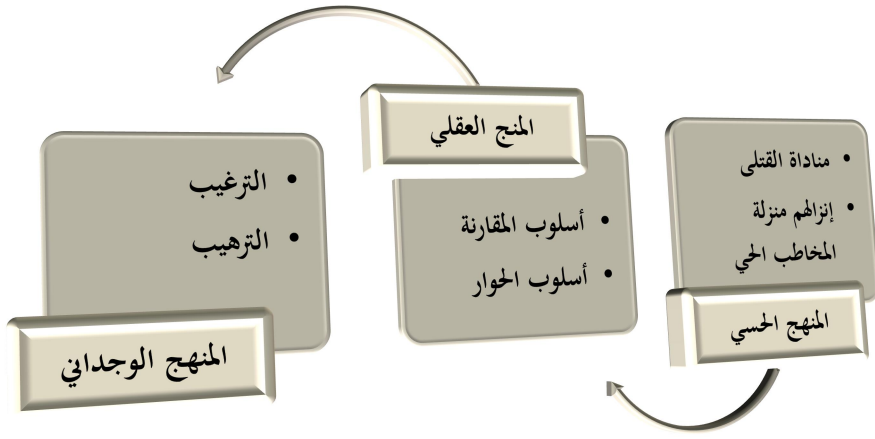 • مناداة القتلى
• إنزالهم منزلة
المخاطب الحي
المنهج الحسي
المنج العقلي
• أسلوب المقارنة
• أسلوب الحوار
• الترغيب
• الترهيب
المنهج الوجداني